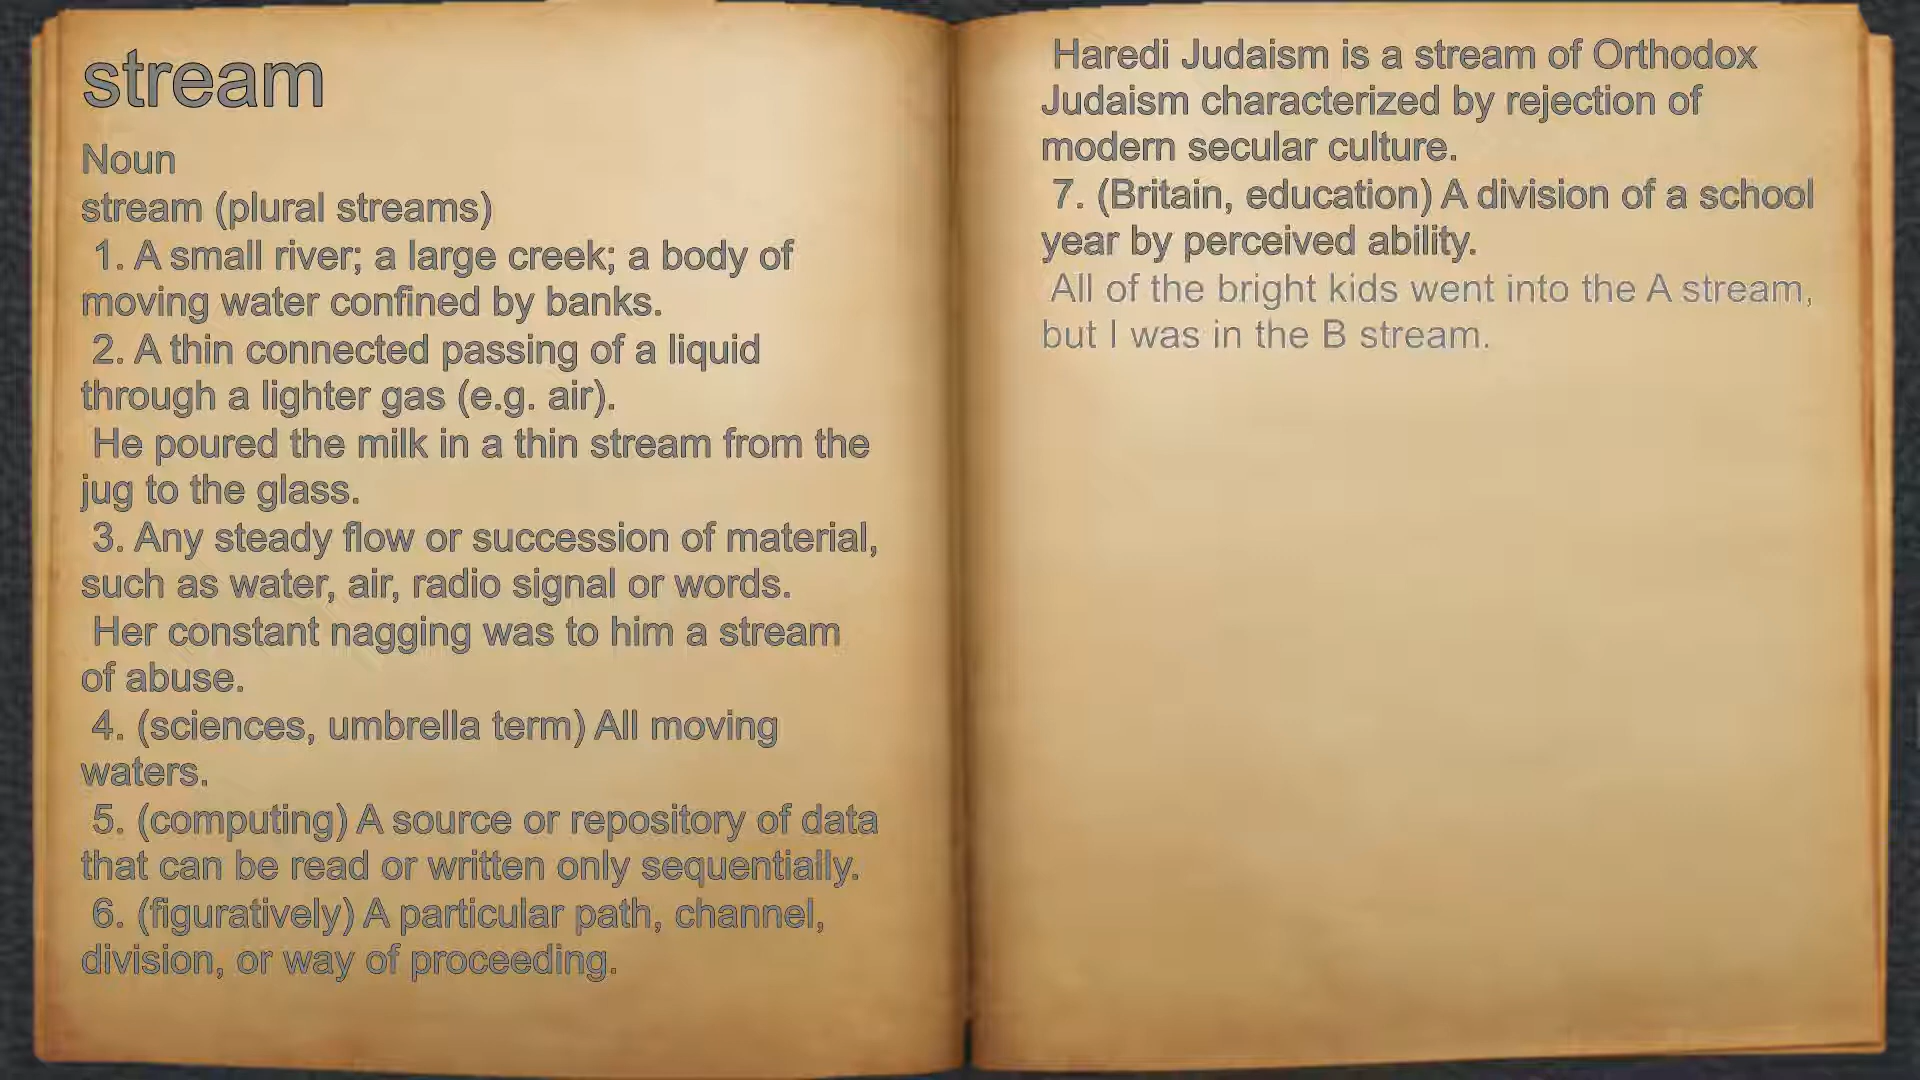 stream
Noun
stream (plural streams)
1. A small river; a large creek; a body of
moving water confined by banks.
2. A thin connected passing of a liquid
through a lighter gas (e.g. air).
He poured the milk in a thin stream from the
jug to the glass.
3. Any steady flow or succession of material,
such as water, air, radio signal or words.
Her constant nagging was to him a stream
of abuse.
4. (sciences, umbrella term) All moving
waters.
5. (computing) A source or repository of data
that can be read or written only sequentially.
6. (figuratively) A particular path, channel,
division, or way of proceeding.
Haredi Judaism is a stream of Orthodox
Judaism characterized by rejection of
modern secular culture.
7. (Britain, education) A division of a school
year by perceived ability.
All of the bright kids went into the A stream,
but I was in the B stream.